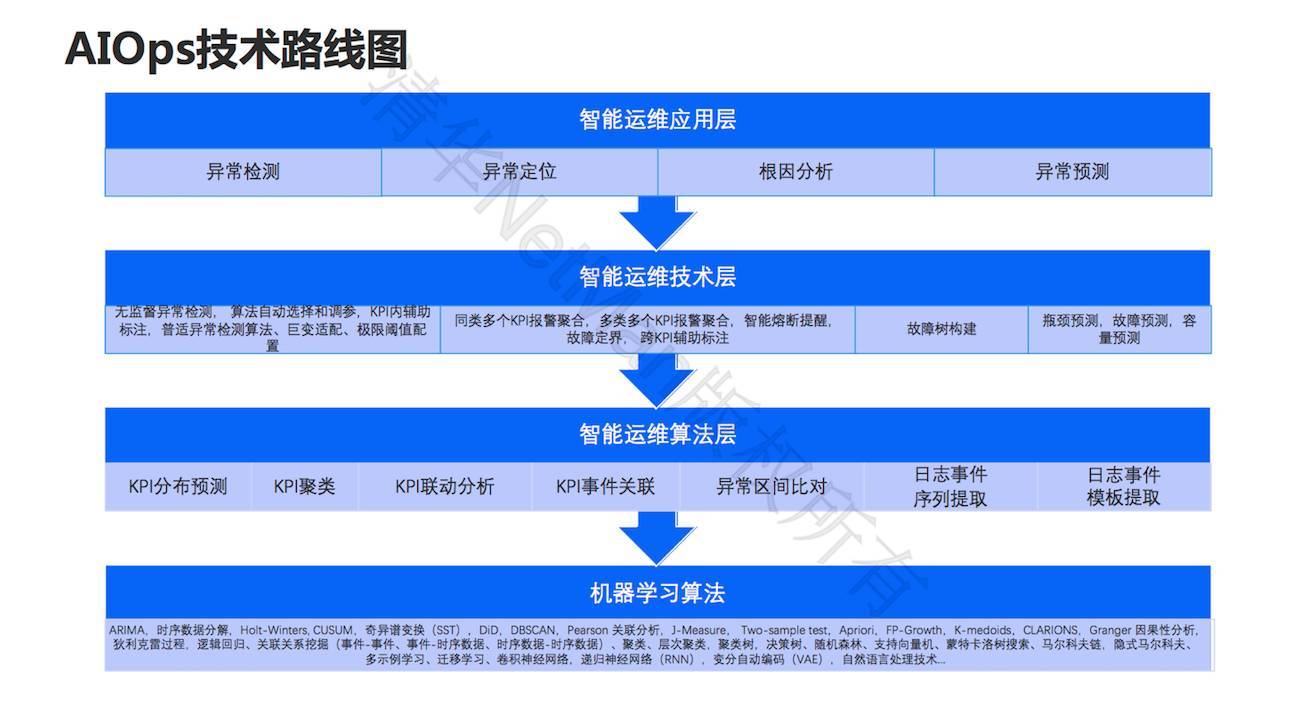 AIOps技术路线图
智能运维应用层
异常检测
异常定位
根因分析
异常预测
智能运维技术层
无监督异常检测， 算法自动选择和调参，KPI内辅助
标注，普适异常检测算法、巨变适配、极限阈值配
置
同类多个KPI报警聚合，多类多个KPI报警聚合，智能熔断提醒，
故障定界， 跨KPI辅助标注
故障树构建
瓶颈预测，故障预测，容
量预测
智能运维算法层
KPI分布预测
KPI聚类
KPI联动分析
KPI事件关联
异常区间比对
日志事件
序列提取
日志事件
模板提取
机器学习算法
ARIMA，时序数据分解，Holt-Winters, CUSUM，奇异谱变换（SST），DiD，DBSCAN，Pearson 关联分析，J-Measure， Two-sample test，Apriori，FP-Growth，K-medoids，CLARIONS，Granger 因果性分析，
狄利克雷过程，逻辑回归、关联关系挖掘（事件-事件、事件-时序数据、时序数据-时序数据）、聚类、层次聚类，聚类树，决策树、随机森林、支持向量机、蒙特卡洛树搜索、马尔科夫链，隐式马尔科夫、
多示例学习、迁移学习、卷积神经网络，递归神经网络（RNN），变分自动编码（VAE），自然语言处理技术...
清华NetMan版权所有